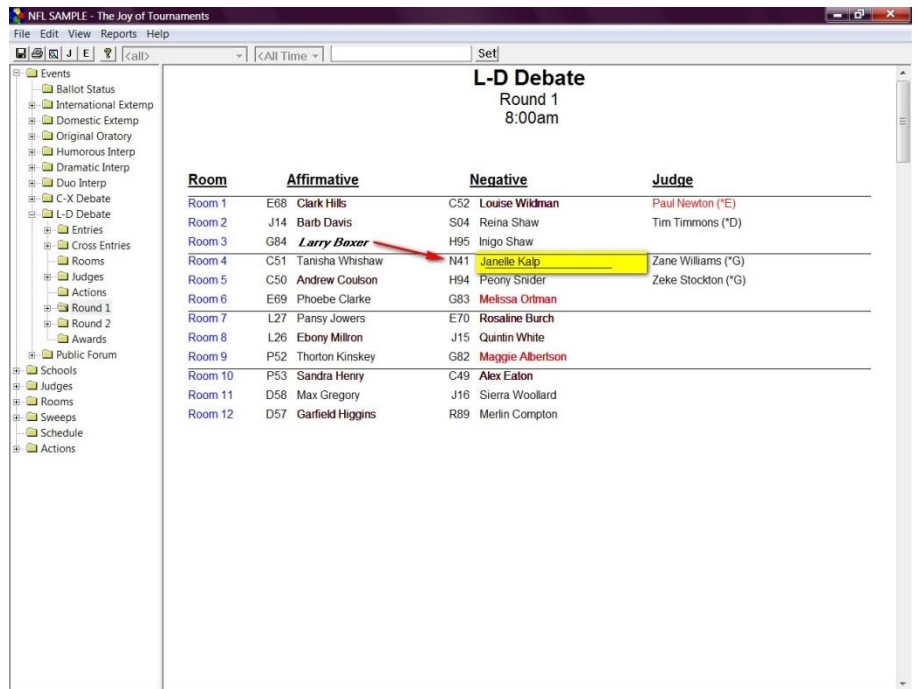 NFL SAMPLE - The Joy of Tournaments
File Edit View Reports Help
J E ? <all> <All Time Set
Events
Ballot Status
International Extemp
Domestic Extemp
Original Oratory
Humorous Interp
Dramatic Interp
Duo Interp
C-X Debate
L-D Debate
Entries
Cross Entries
Rooms
Judges
Actions
Round 1
Round 2
Awards
Public Forum
Schools
Judges
Rooms
Sweeps
Schedule
Actions
L-D Debate
Round 1
8:00am
Room Affirmative Negative Judge
Room 1 E68 Clark Hills C52 Louise Wildman Paul Newton (*E)
Room 2 J14 Barb Davis S04 Reina Shaw Tim Timmons (*D)
Room 3 G84 Larry Boxer H95 Inigo Shaw
Room 4 C51 Tanisha Whishaw N41 Janelle Kalp Zane Williams (*G)
Room 5 C50 Andrew Coulson H94 Peony Snider Zeke Stockton (*G)
Room 6 E69 Phoebe Clarke G83 Melissa Ortman
Room 7 L27 Pansy Jowers E70 Rosaline Burch
Room 8 L26 Ebony Millron J15 Quintin White
Room 9 P52 Thorton Kinskey G82 Maggie Albertson
Room 10 P53 Sandra Henry C49 Alex Eaton
Room 11 D58 Max Gregory J16 Sierra Woollard
Room 12 D57 Garfield Higgins R89 Merlin Compton